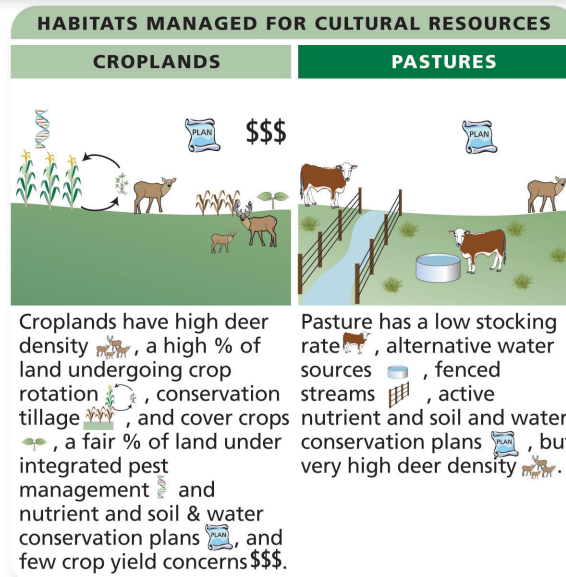 HABITATS MANAGED FOR CULTURAL RESOURCES
CROPLANDS
PASTURES
PLAN
$$$
PLAN
Croplands have high deer
density , a high % of
land undergoing crop
rotation , conservation
tillage , and cover crops
, a fair % of land under
integrated pest
management and
nutrient and soil & water
conservation plans PLAN , and
few crop yield concerns $$$.
Pasture has a low stocking
rate , alternative water
sources , fenced
streams , active
nutrient and soil and water
conservation plans PLAN , but
very high deer density .